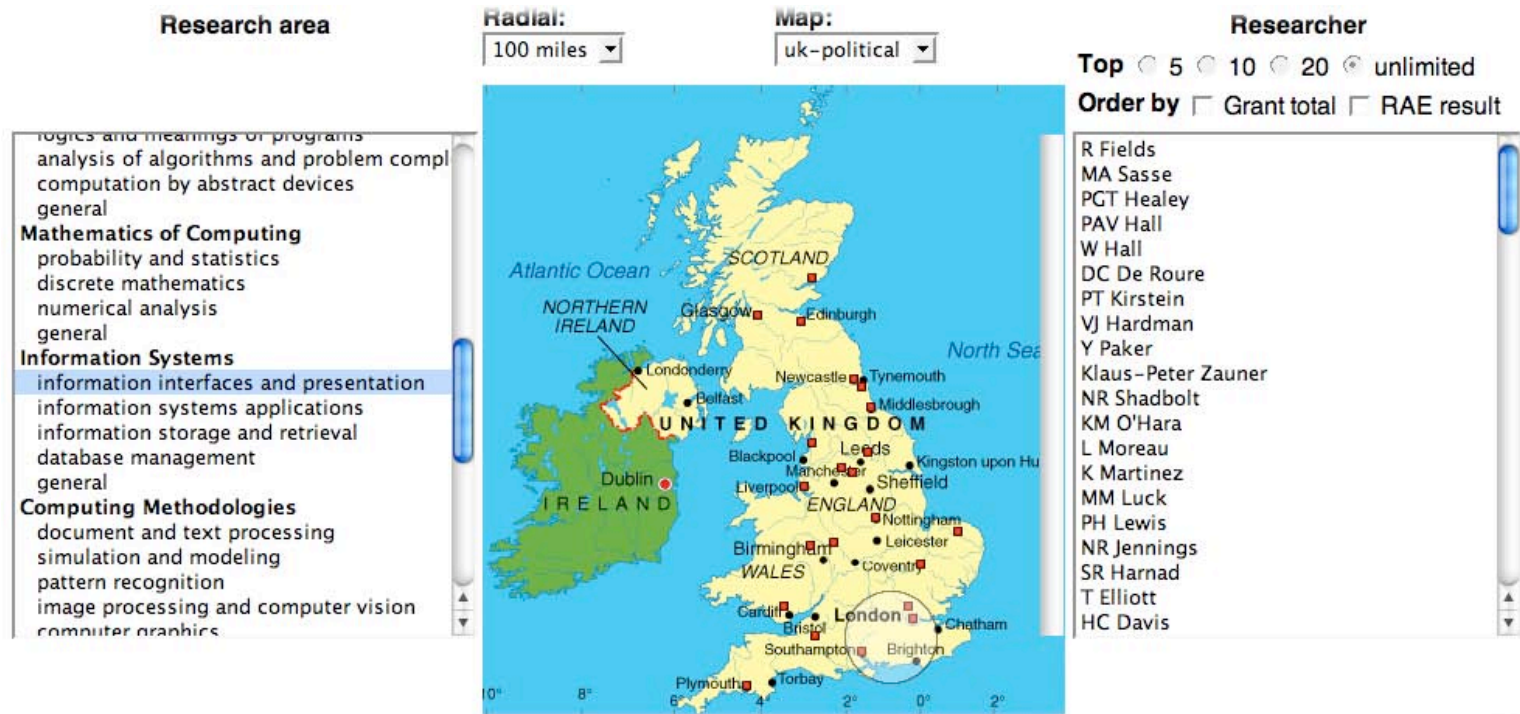 Research area
logics and meanings of programs
analysis of algorithms and problem compl
computation by abstract devices
general
Mathematics of Computing
probability and statistics
discrete mathematics
numerical analysis
general
Information Systems
information interfaces and presentation
information systems applications
information storage and retrieval
database management
general
Computing Methodologies
document and text processing
simulation and modeling
pattern recognition
image processing and computer vision
computer graphics
Radial:
100 miles
Map:
uk-political
SCOTLAND
Atlantic Ocean
NORTHERN
IRELAND
Glasgow
Edinburgh
North Sea
Londonderry
Newcastle
Tynemouth
Belfast
Middlesbrough
UNITED KINGDOM
Blackpool
Leeds
Kingston upon Hu
Manchester
Dublin
Liverpool
Sheffield
IRELAND
ENGLAND
Nottingham
Birmingham
Leicester
WALES
Coventry
Cardiff
London
Bristol
Chatham
Southampton
Brighton
Plymouth
Torbay
10°
6°
4°
2°
0°
2°
Researcher
Top 5 10 20 unlimited
Order by Grant total RAE result
R Fields
MA Sasse
PGT Healey
PAV Hall
W Hall
DC De Roure
PT Kirstein
VJ Hardman
Y Paker
Klaus-Peter Zauner
NR Shadbolt
KM O'Hara
L Moreau
K Martinez
MM Luck
PH Lewis
NR Jennings
SR Harnad
T Elliott
HC Davis